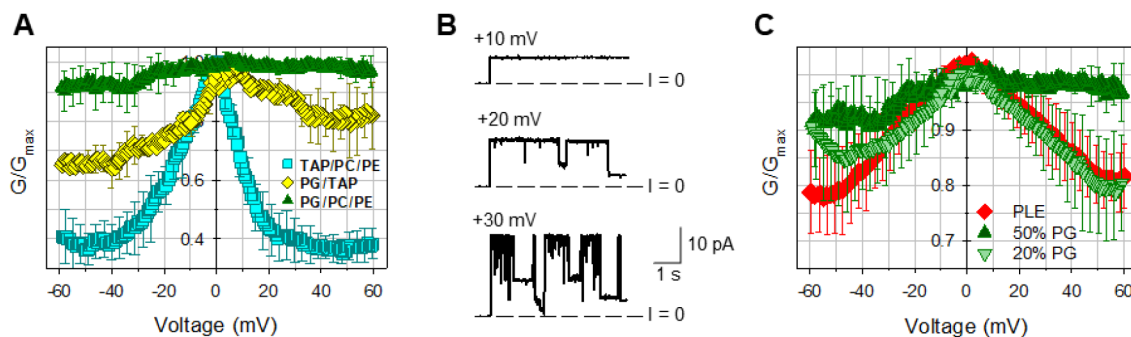 A
G/Gmax
1.0
0.6
0.4
TAP/PC/PE
PG/TAP
PG/PC/PE
-60 -40 -20 0 20 40 60
Voltage (mV)
B
+10 mV
I = 0
+20 mV
I = 0
+30 mV
10 pA
1 s
I = 0
C
G/Gmax
0.9
0.8
0.7
PLE
50% PG
20% PG
-60 -40 -20 0 20 40 60
Voltage (mV)